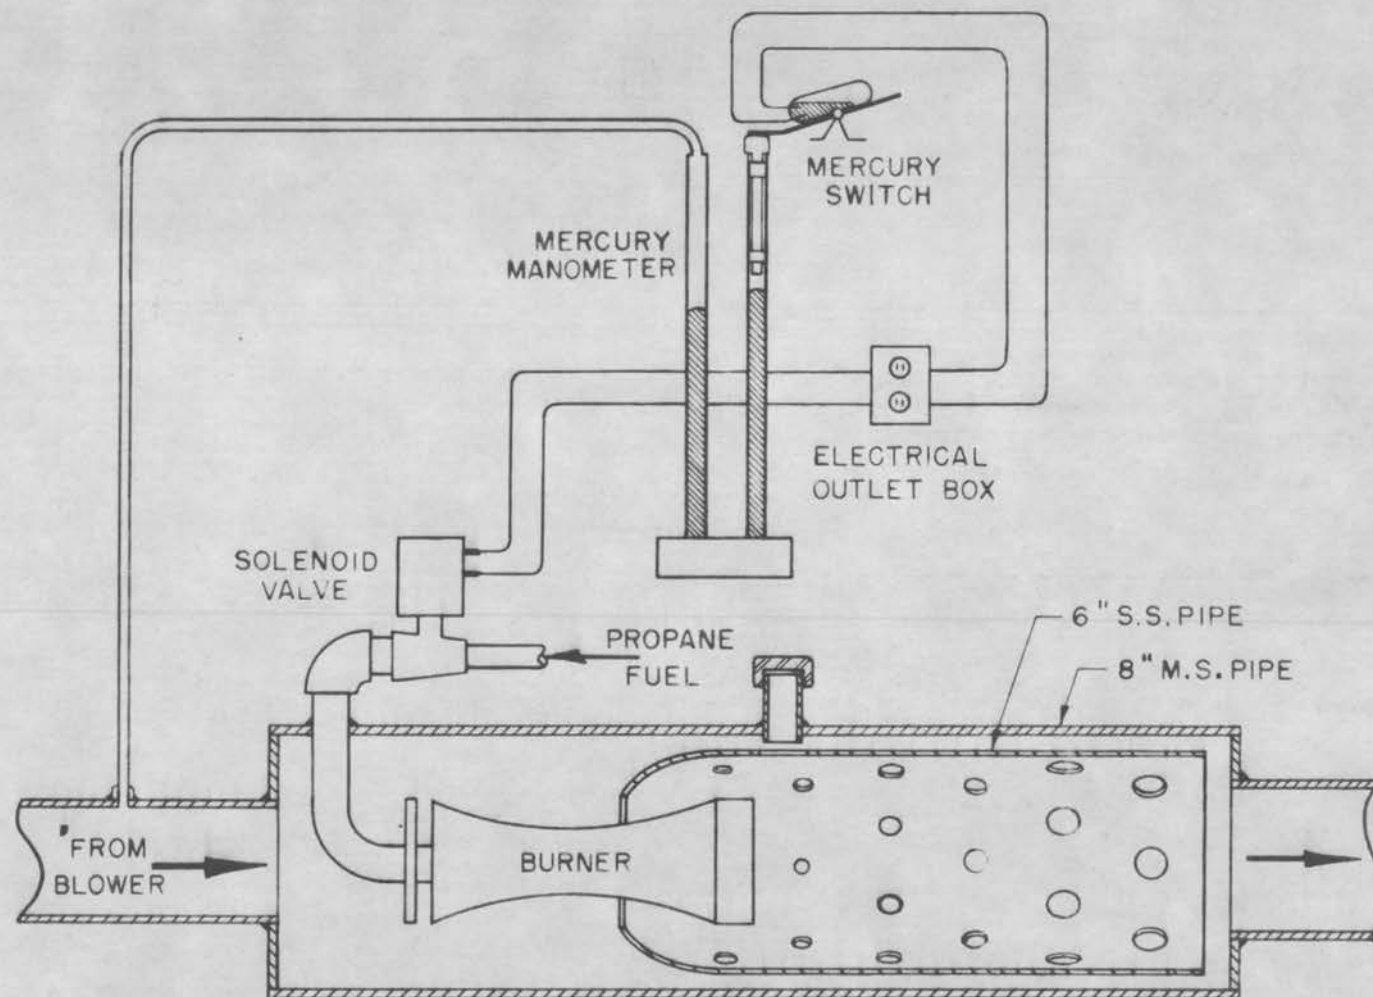 MERCURY
SWITCH
MERCURY
MANOMETER
ELECTRICAL
OUTLET BOX
SOLENOID
VALVE
PROPANE
FUEL
6" S.S. PIPE
8" M.S. PIPE
"FROM
BLOWER
BURNER